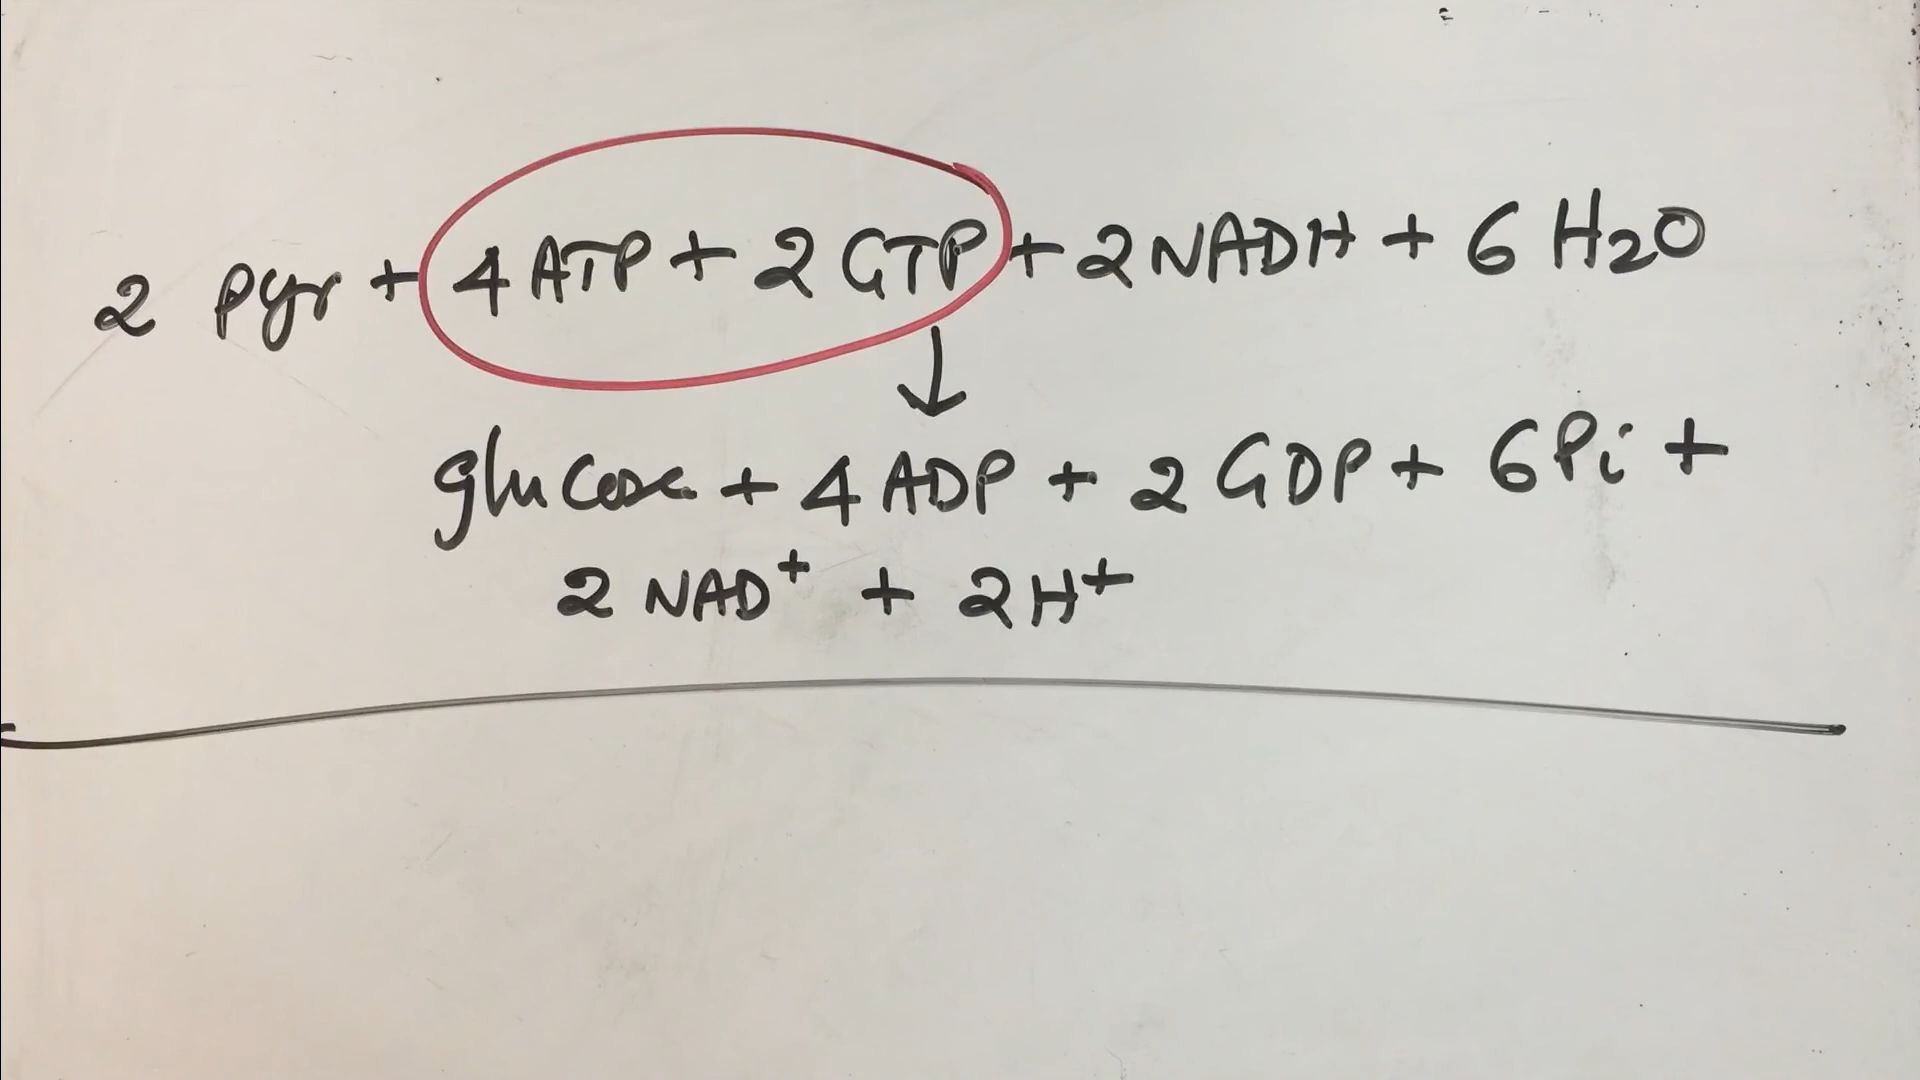 2 pyr + 4 ATP + 2 GTP + 2 NADH + 6 H2O
↓
glucose + 4 ADP + 2 GDP + 6 Pi +
2 NAD+ + 2H+